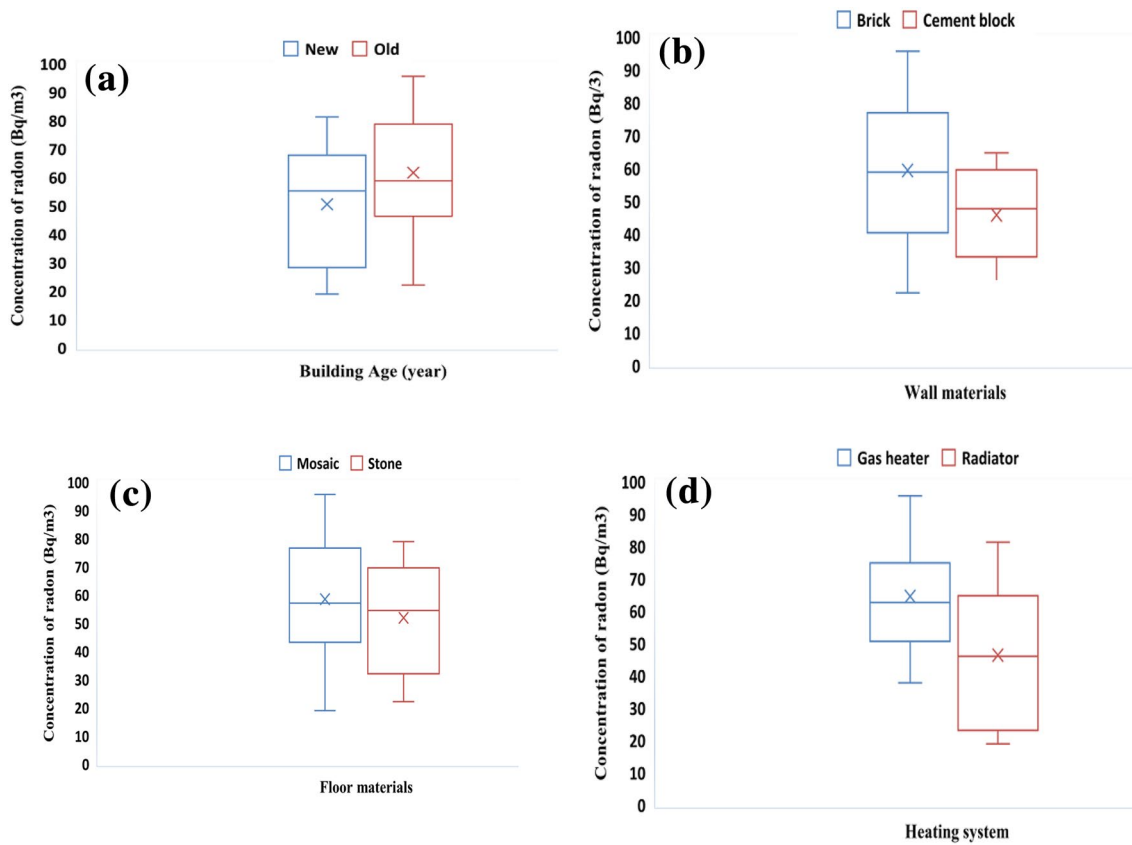 New Old
(a)
Concentration of radon (Bq/m3)
100
90
80
70
60
50
40
30
20
10
0
Building Age (year)
Brick Cement block
(b)
Concentration of radon (Bq/3)
100
90
80
70
60
50
40
30
20
10
0
Wall materials
Mosaic Stone
(c)
Concentration of radon (Bq/m3)
100
90
80
70
60
50
40
30
20
10
0
Floor materials
Gas heater Radiator
(d)
Concentration of radon (Bq/m3)
100
90
80
70
60
50
40
30
20
10
0
Heating system